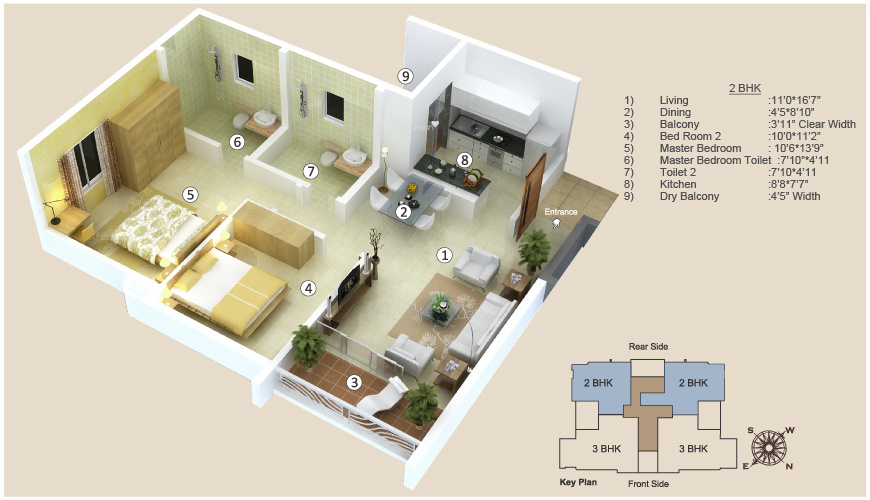 2 BHK
1) Living :11'0*16'7"
2) Dining :4'5*8'10"
3) Balcony :3'11" Clear Width
4) Bed Room 2 :10'0*11'2"
5) Master Bedroom : 10'6*13'9"
6) Master Bedroom Toilet :7'10"*4'11
7) Toilet 2 :7'10*4'11
8) Kitchen :8'8*7'7"
9) Dry Balcony :4'5" Width
9
6
7
8
5
2
Entrance
1
4
3
Rear Side
2 BHK 2 BHK
3 BHK 3 BHK
S W
E N
Key Plan Front Side